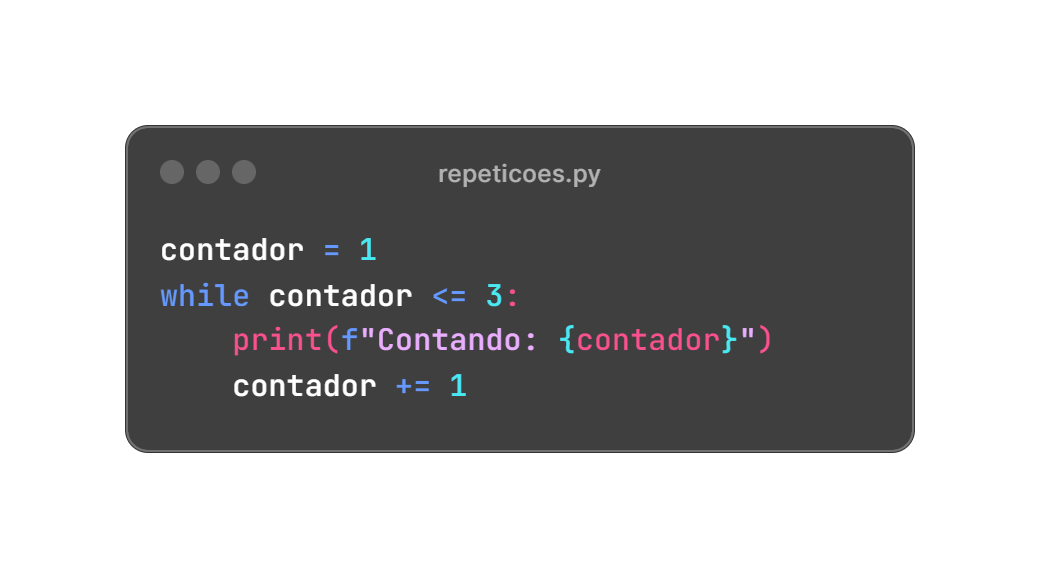 repeticoes.py
contador = 1
while contador <= 3:
    print(f"Contando: {contador}")
    contador += 1